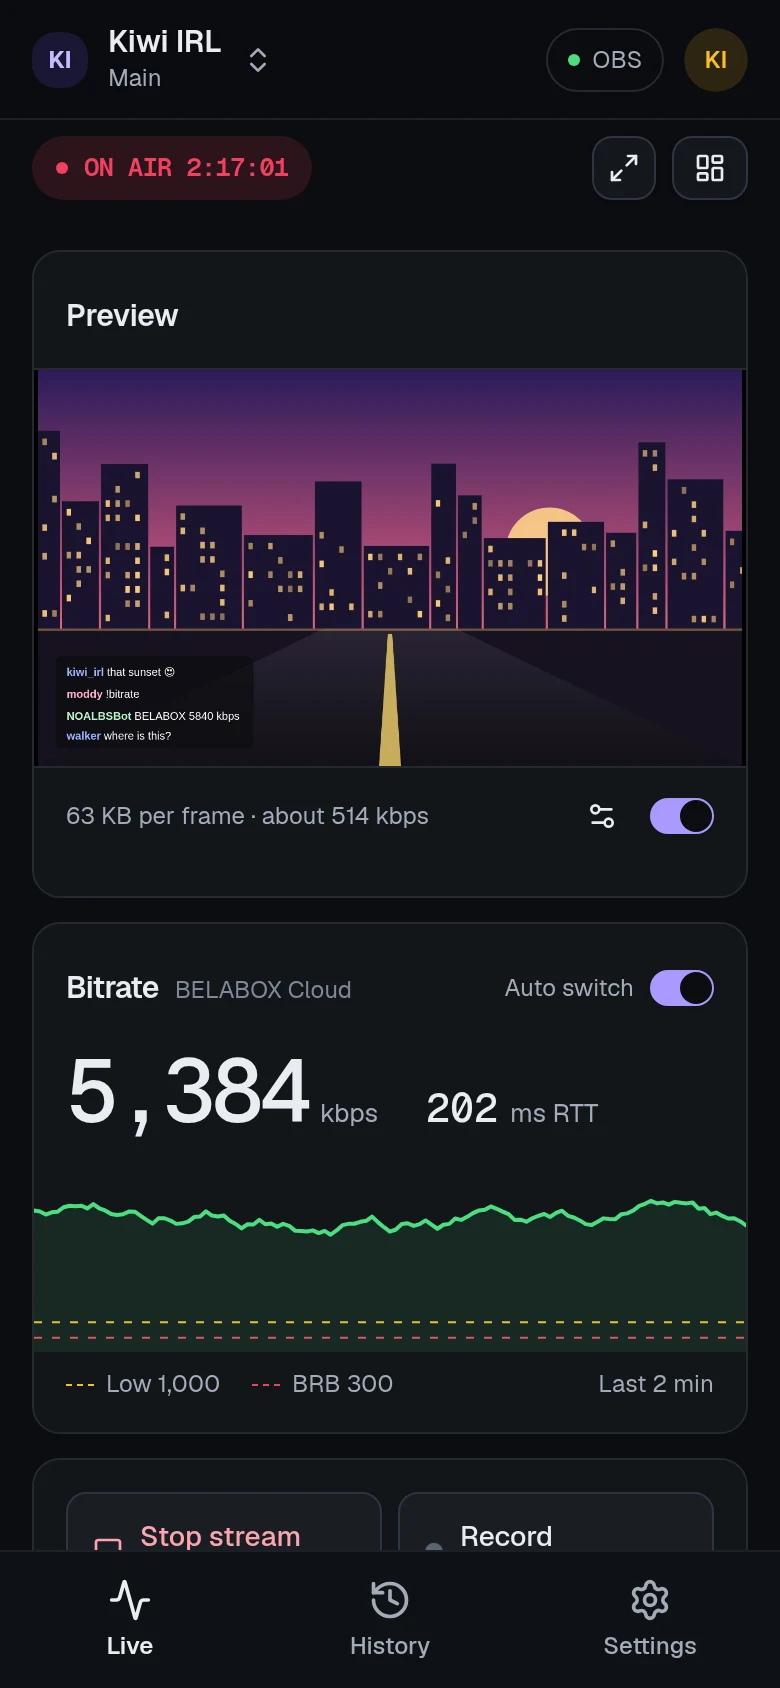 KI
Kiwi IRL
Main
OBS
KI
ON AIR 2:17:01
Preview
kiwi_irl that sunset 😍
moddy !bitrate
NOALBSBot BELABOX 5840 kbps
walker where is this?
63 KB per frame · about 514 kbps
Bitrate BELABOX Cloud Auto switch
5,384 kbps 202 ms RTT
Low 1,000 BRB 300 Last 2 min
Stop stream Record
Live History Settings